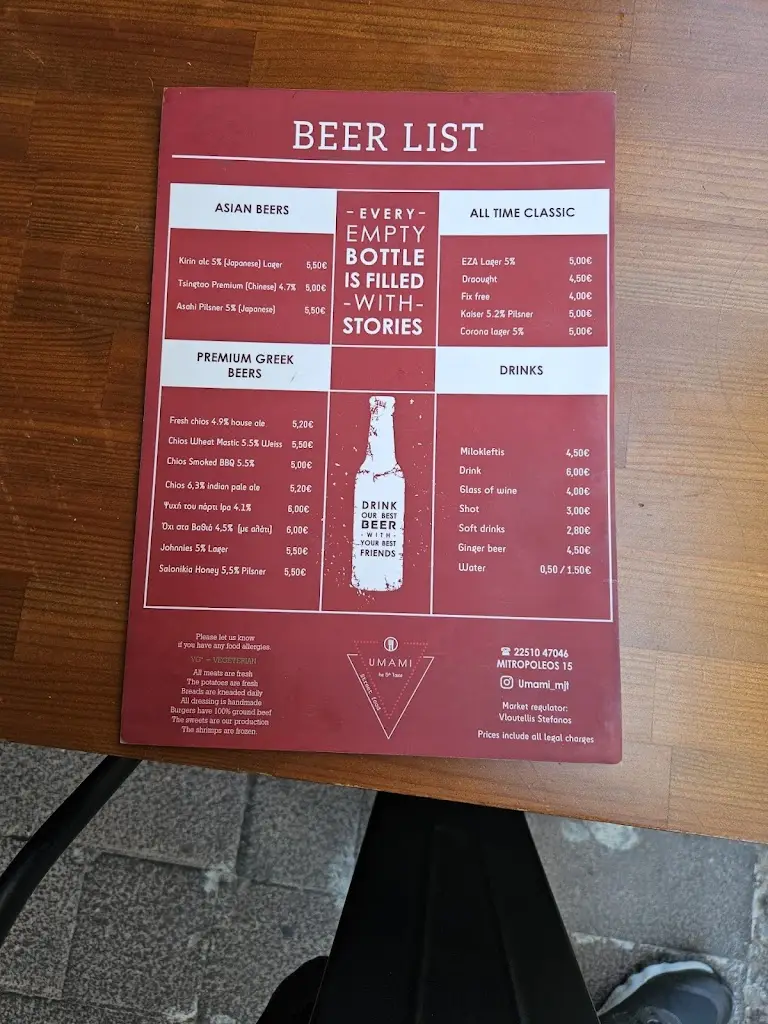 BEER LIST
ASIAN BEERS
Kirin alc 5% (Japanese) Lager 5,50€
Tsingtao Premium (Chinese) 4.7% 5,00€
Asahi Pilsner 5% (Japanese) 5,50€
- EVERY -
EMPTY
BOTTLE
IS FILLED
- WITH -
STORIES
ALL TIME CLASSIC
EZA Lager 5% 5,00€
Draought 4,50€
Fix free 4,00€
Kaiser 5.2% Pilsner 5,00€
Corona lager 5% 5,00€
PREMIUM GREEK
BEERS
Fresh chios 4.9% house ale 5,20€
Chios Wheat Mastic 5.5% Weiss 5,50€
Chios Smoked BBQ 5.5% 5,00€
Chios 6,3% indian pale ale 5,20€
Ψυχή του πάρτι Ipa 4.1% 6,00€
Όχι στα Βαθιά 4,5% (με αλάτι) 6,00€
Johnnies 5% Lager 5,50€
Salonikia Honey 5,5% Pilsner 5,50€
DRINK
OUR BEST
BEER
- WITH -
YOUR BEST
FRIENDS
DRINKS
Milokleftis 4,50€
Drink 6,00€
Glass of wine 4,00€
Shot 3,00€
Soft drinks 2,80€
Ginger beer 4,50€
Water 0,50 / 1.50€
Please let us know
if you have any food allergies.
VG* = VEGETERIAN
All meats are fresh
The potatoes are fresh
Breads are kneaded daily
All dressing is handmade
Burgers have 100% ground beef
The sweets are our production
The shrimps are frozen.
UMAMI
the 5th Taste
street food
☎ 22510 47046
MITROPOLEOS 15
Umami_mjt
Market regulator:
Vloutellis Stefanos
Prices include all legal charges